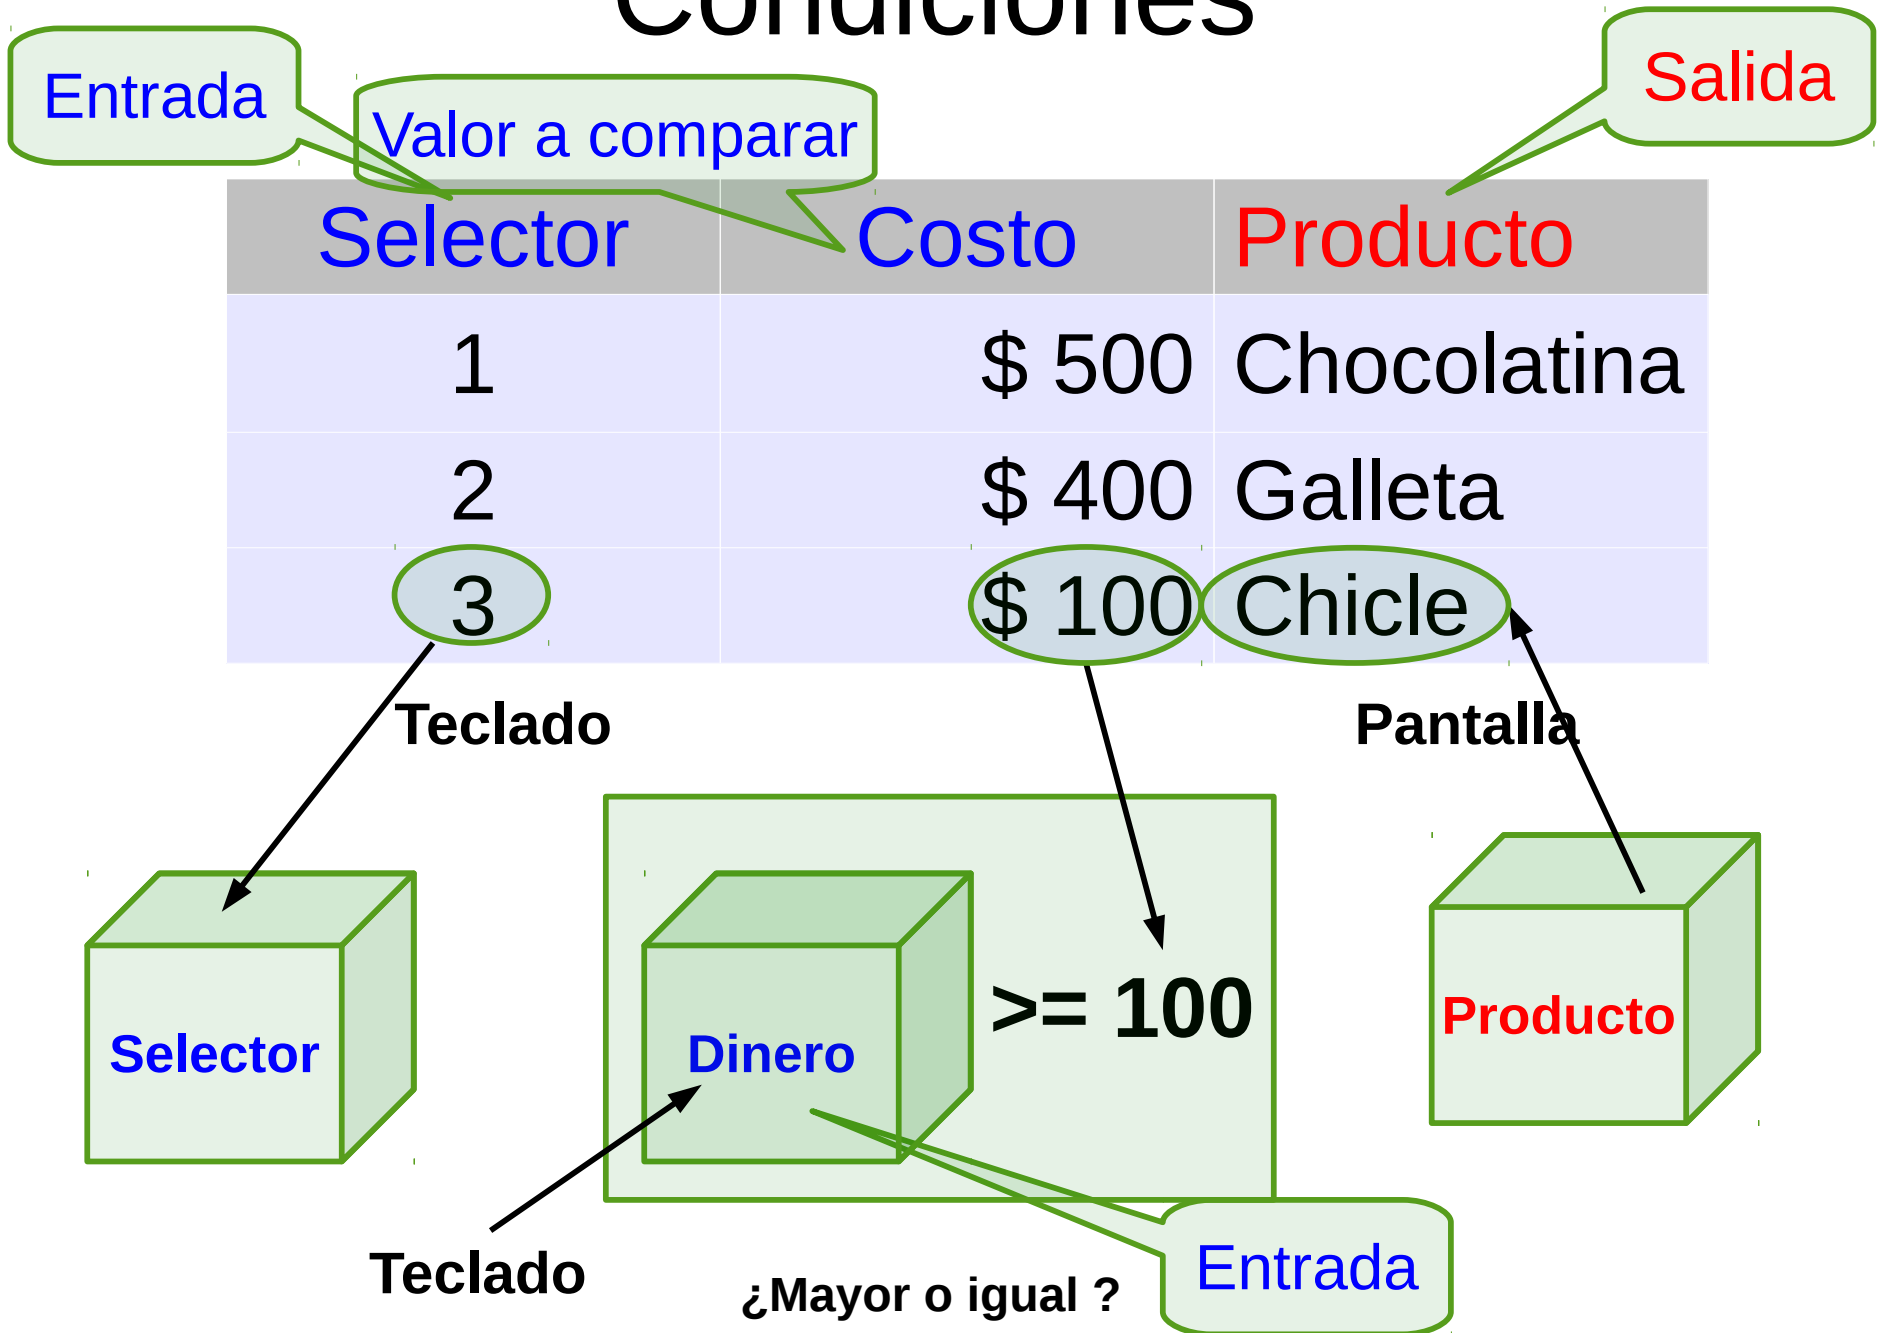 Condiciones
Entrada
Valor a comparar
Salida
Selector Costo Producto
1 $ 500 Chocolatina
2 $ 400 Galleta
3 $ 100 Chicle
Teclado
Pantalla
Selector
Dinero
>= 100
Producto
Teclado
¿Mayor o igual ?
Entrada